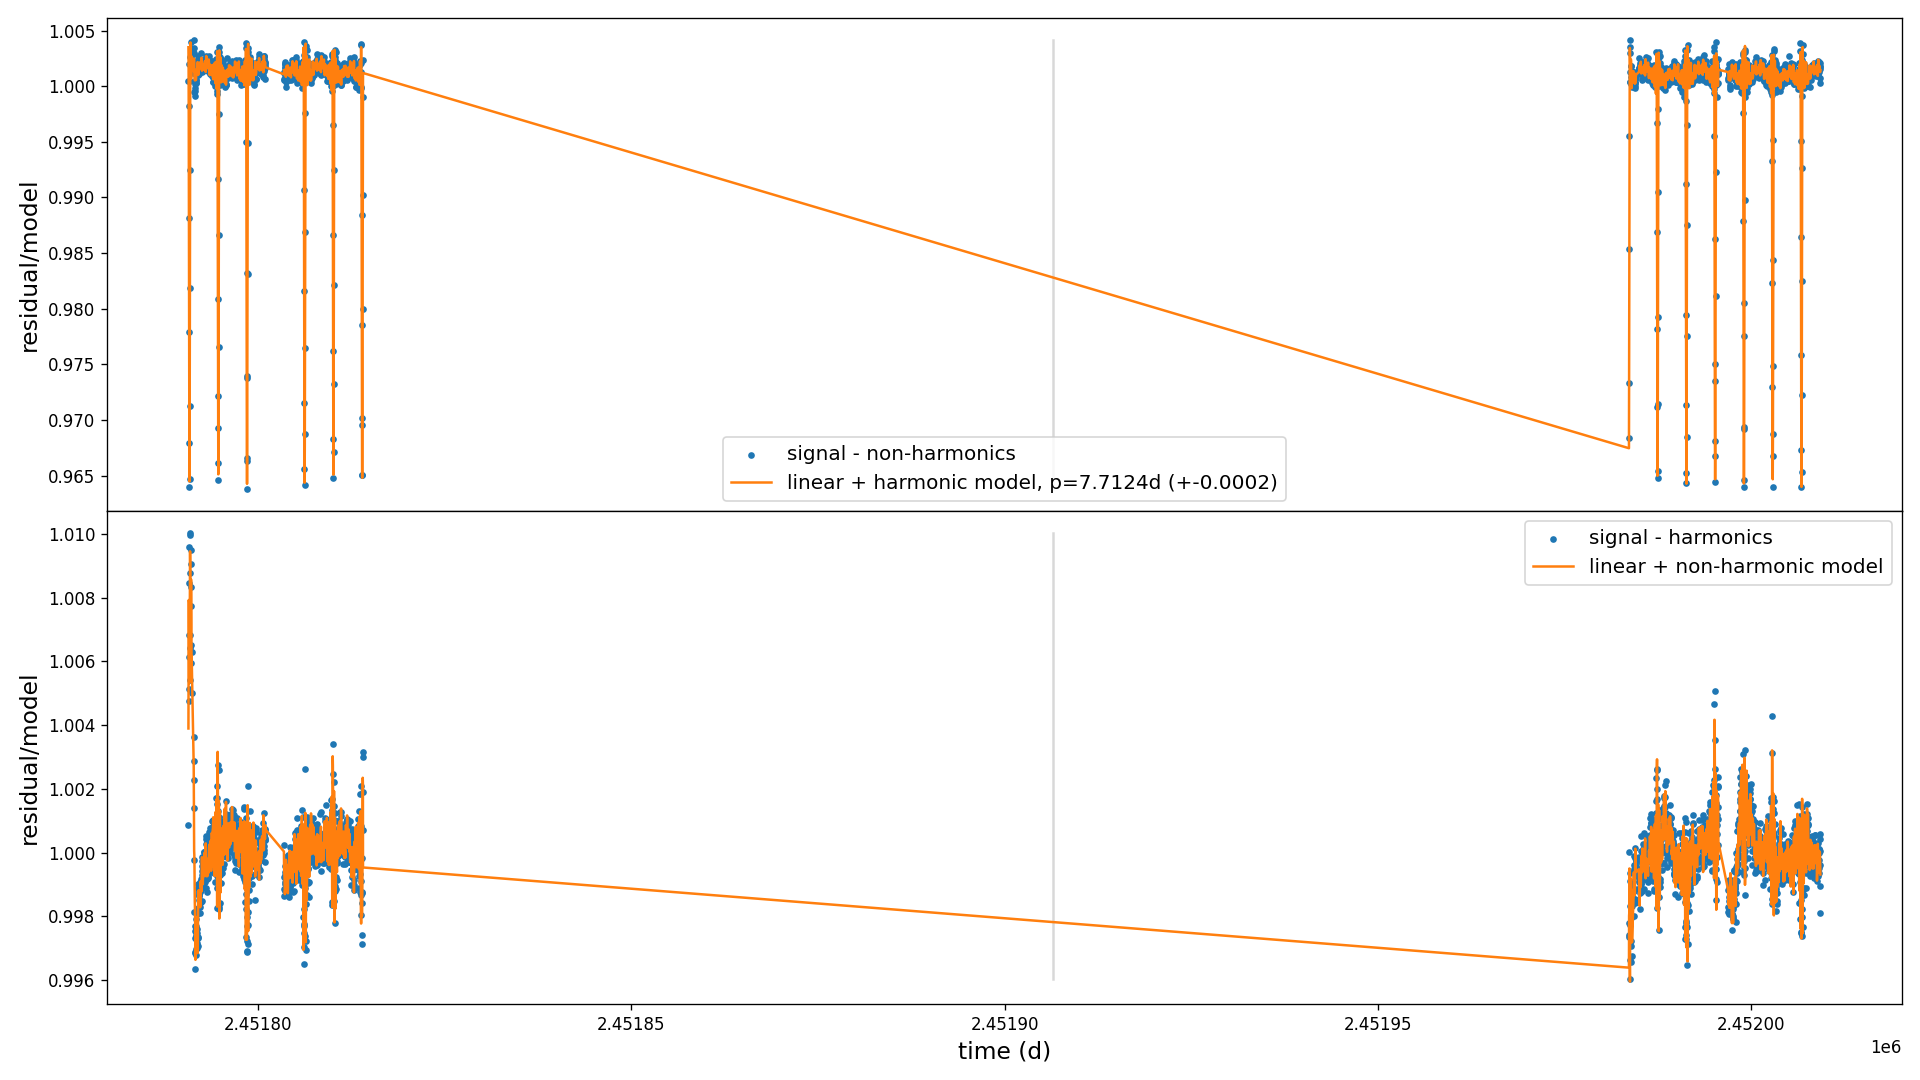 1.005
1.000
0.995
0.990
0.985
0.980
0.975
0.970
0.965
residual/model
signal - non-harmonics
linear + harmonic model, p=7.7124d (+-0.0002)
1.010
1.008
1.006
1.004
1.002
1.000
0.998
0.996
residual/model
signal - harmonics
linear + non-harmonic model
2.45180
2.45185
2.45190
2.45195
2.45200
time (d)
1e6